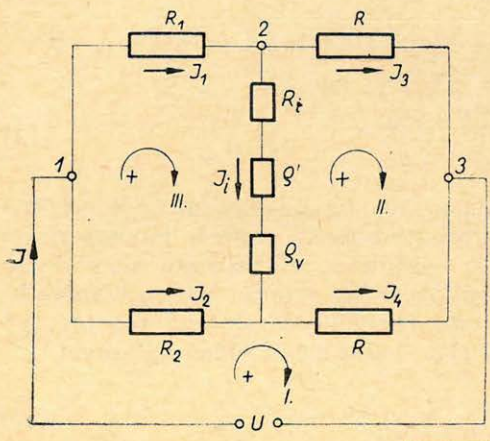 R₁ 2 R
J₁ J₃
Rᵢ
1 + III. Jᵢ ϱ' + II. 3
J
ϱᵥ
J₂ J₄
R₂ R
+ I.
U